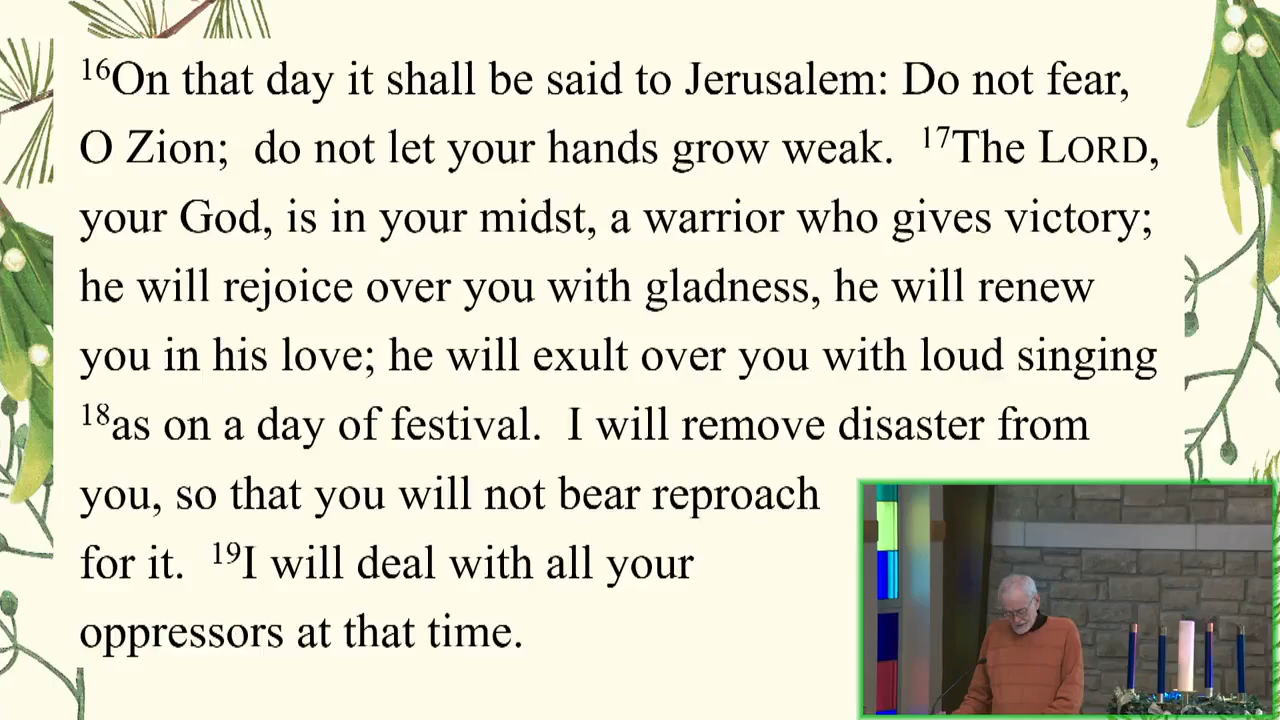 ¹⁶On that day it shall be said to Jerusalem: Do not fear,
O Zion;  do not let your hands grow weak.  ¹⁷The LORD,
your God, is in your midst, a warrior who gives victory;
he will rejoice over you with gladness, he will renew
you in his love; he will exult over you with loud singing
¹⁸as on a day of festival.  I will remove disaster from
you, so that you will not bear reproach
for it.  ¹⁹I will deal with all your
oppressors at that time.